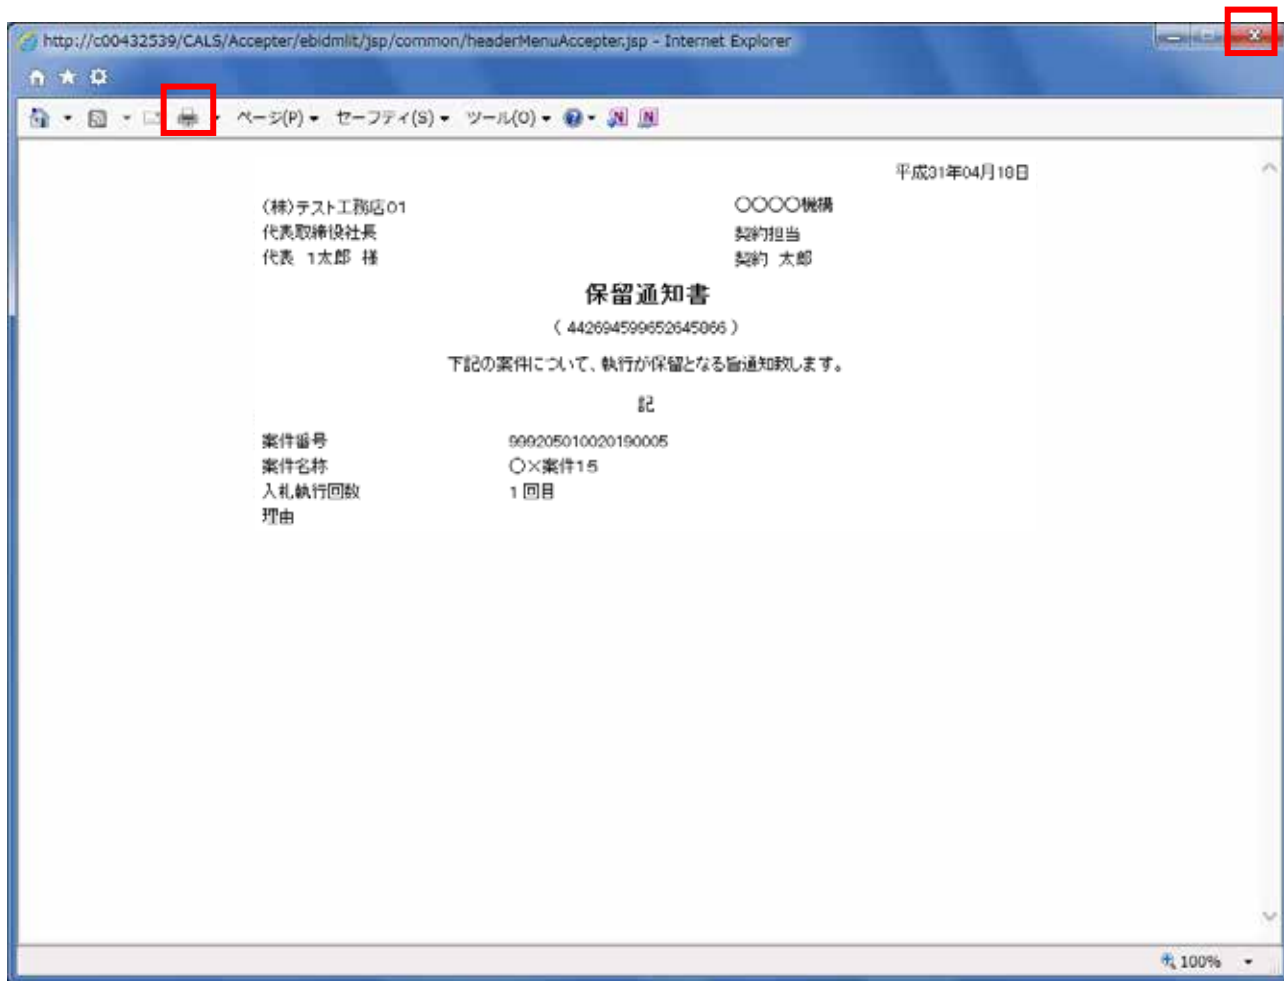 http://c00432539/CALS/Accepter/ebidmlit/jsp/common/headerMenuAccepter.jsp - Internet Explorer
ページ(P) セーフティ(S) ツール(O)
平成31年04月18日
(株)テスト工務店01
〇〇〇〇機構
代表取締役社長
契約担当
代表 1太郎 様
契約 太郎
保留通知書
( 442694599652645066 )
下記の案件について、執行が保留となる旨通知致します。
記
案件番号 999205010020190005
案件名称 〇×案件15
入札執行回数 1 回目
理由
100%